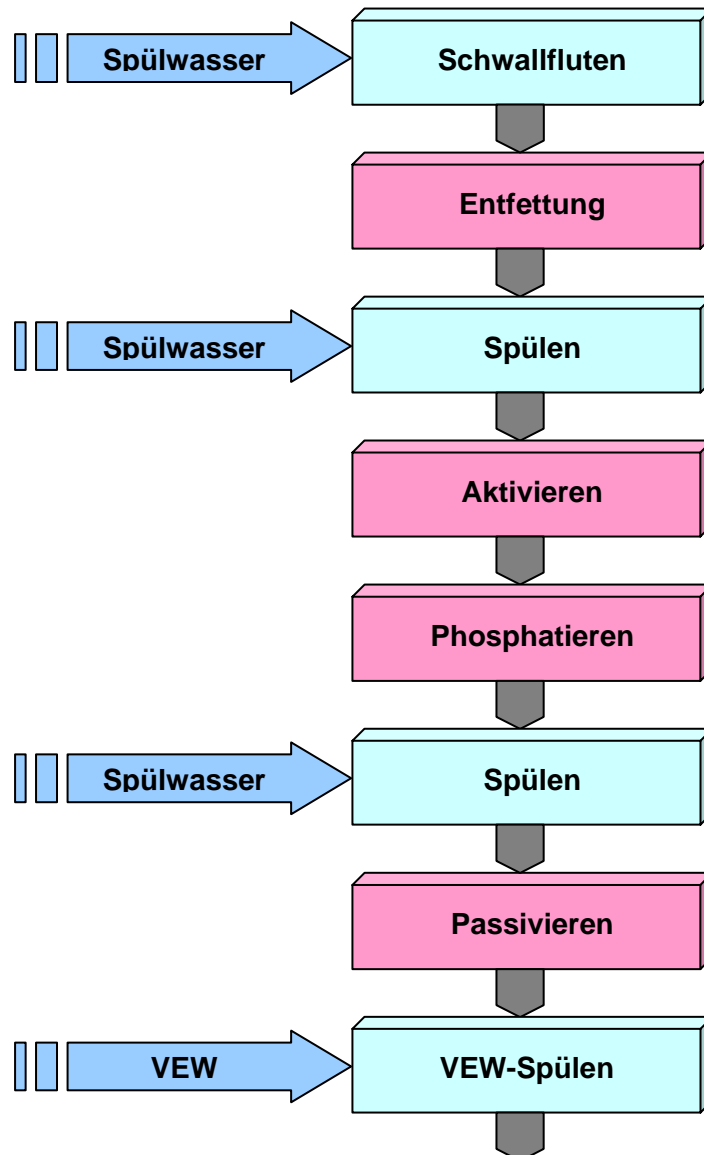 Spülwasser
Schwallfluten
Entfettung
Spülwasser
Spülen
Aktivieren
Phosphatieren
Spülwasser
Spülen
Passivieren
VEW
VEW-Spülen